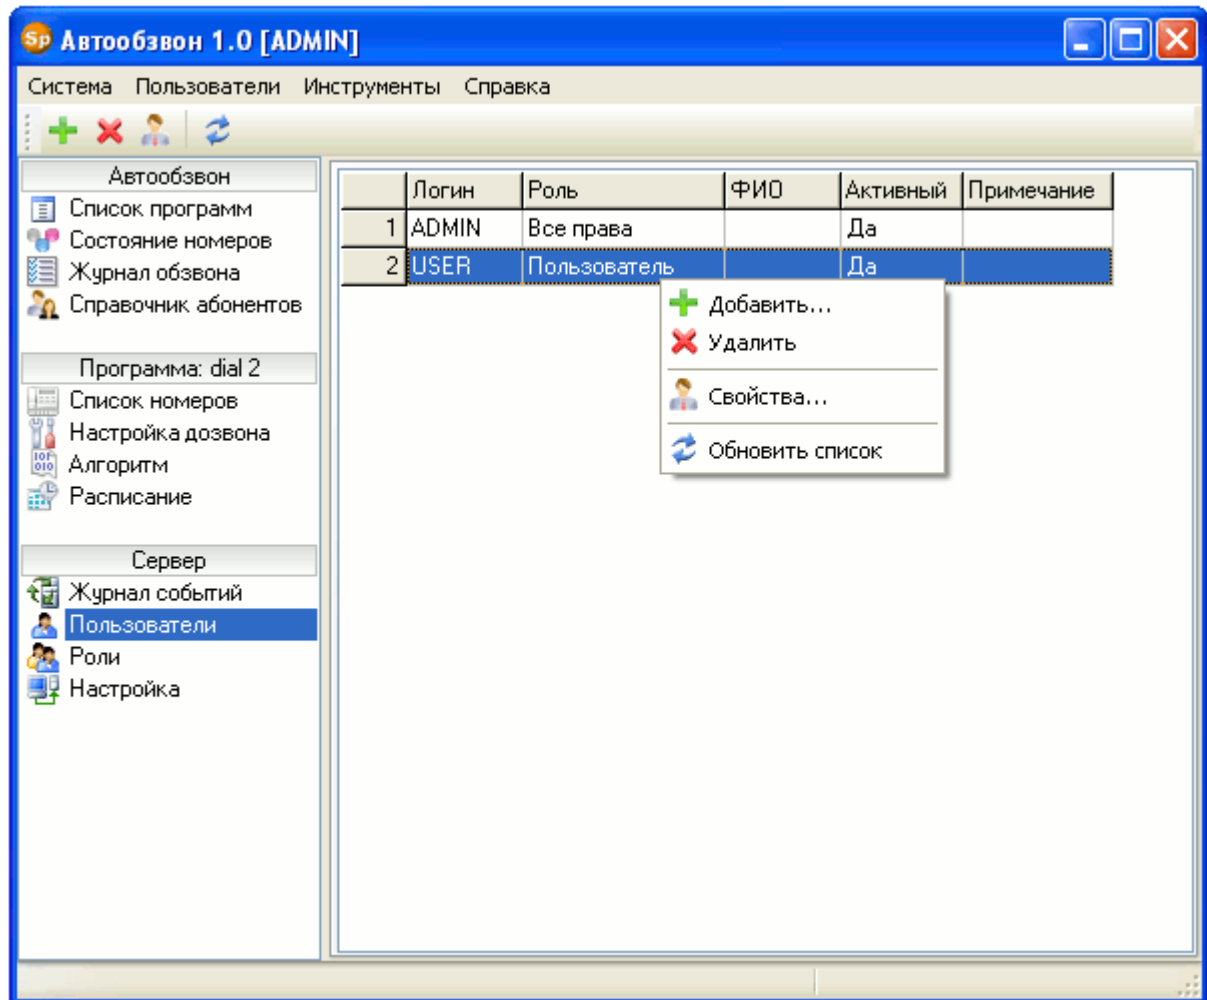 Sp Автообзвон 1.0 [ADMIN]
Система Пользователи Инструменты Справка
Автообзвон
Список программ
Состояние номеров
Журнал обзвона
Справочник абонентов
Программа: dial 2
Список номеров
Настройка дозвона
Алгоритм
Расписание
Сервер
Журнал событий
Пользователи
Роли
Настройка
Логин Роль ФИО Активный Примечание
1 ADMIN Все права Да
2 USER Пользователь Да
Добавить...
Удалить
Свойства...
Обновить список